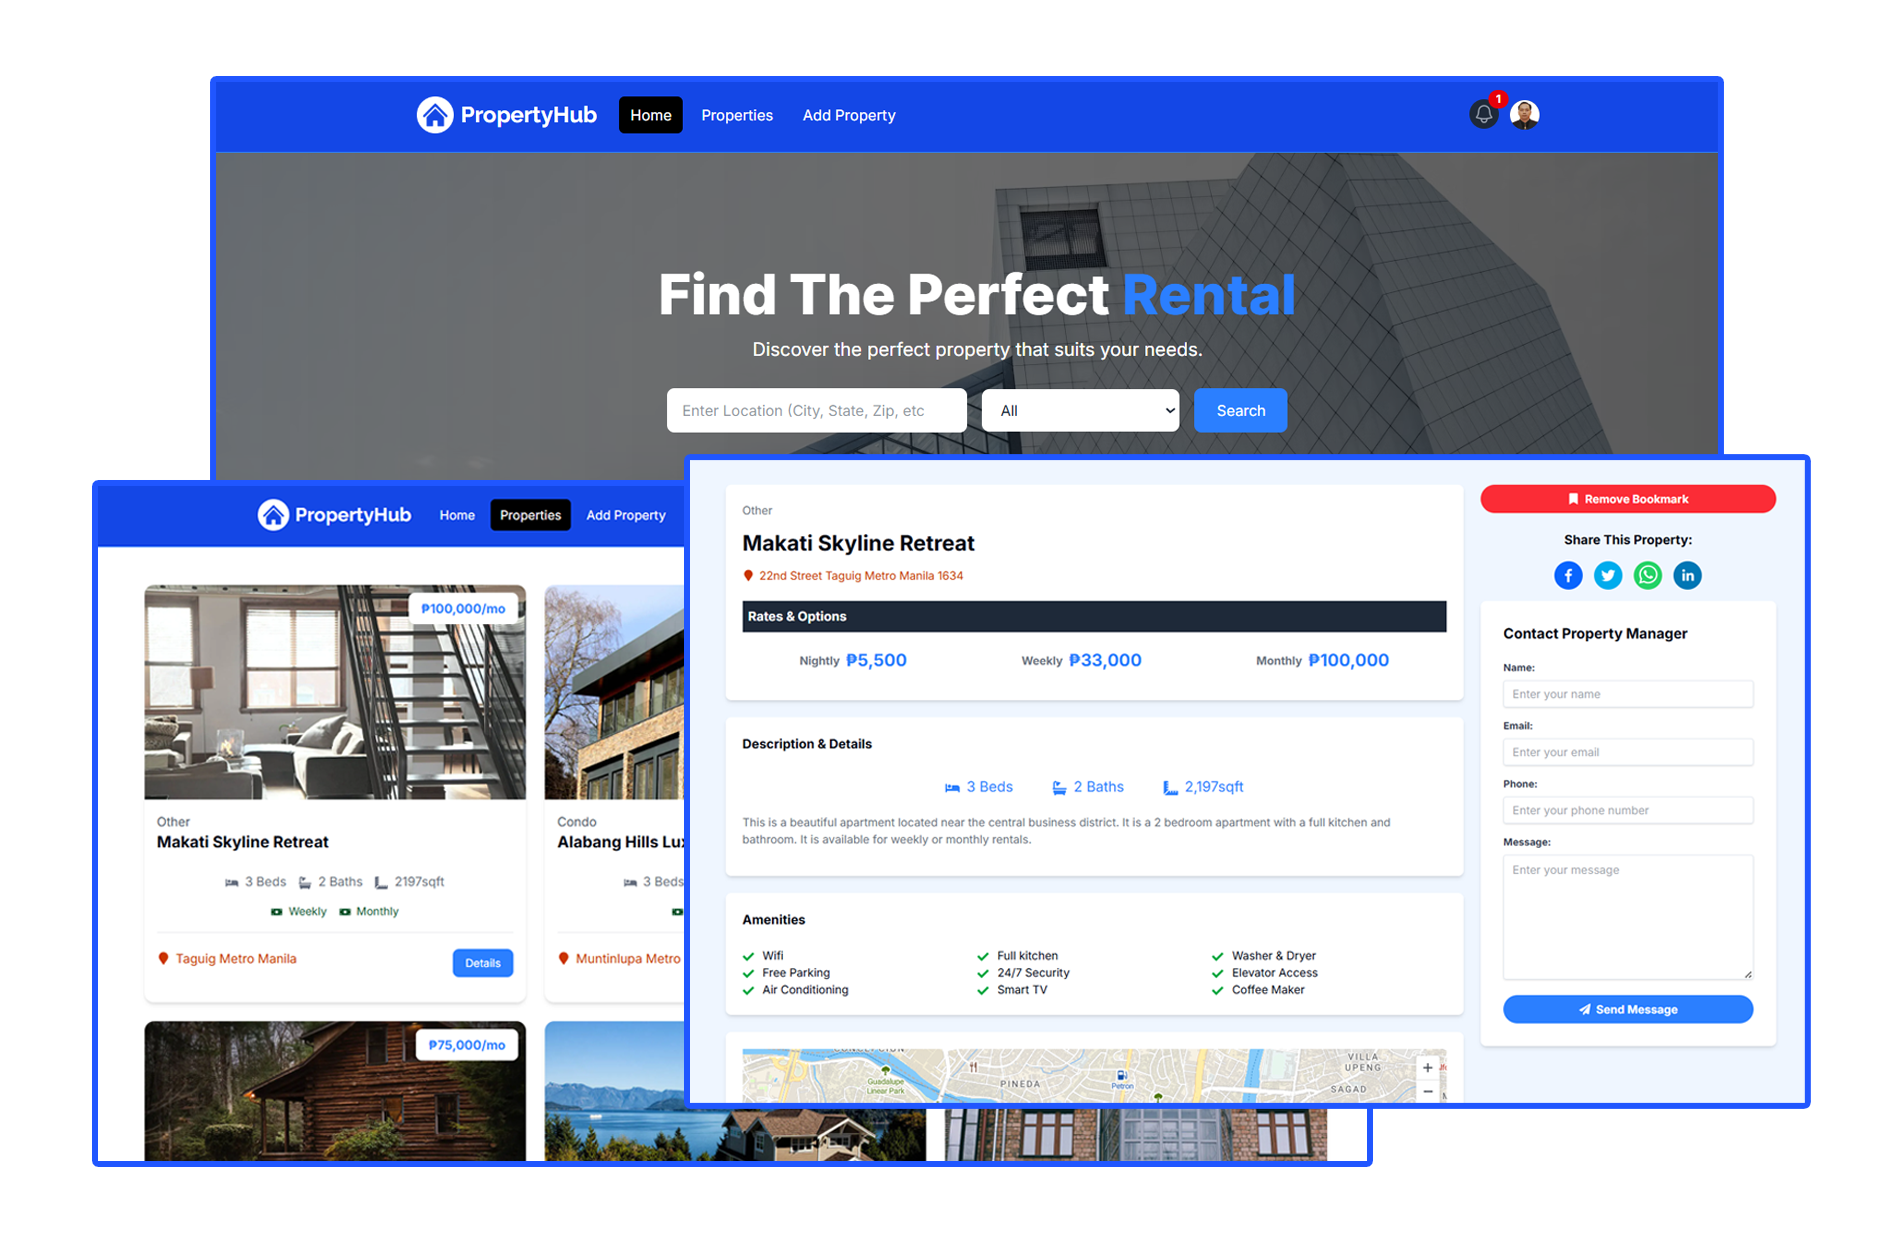 PropertyHub
Home
Properties
Add Property
1
Find The Perfect Rental
Discover the perfect property that suits your needs.
Enter Location (City, State, Zip, etc
All
Search
PropertyHub
Home
Properties
Add Property
₱100,000/mo
Other
Makati Skyline Retreat
3 Beds
2 Baths
2197sqft
Weekly
Monthly
Taguig Metro Manila
Details
Condo
Alabang Hills Lux
3 Beds
Muntinlupa Metro
₱75,000/mo
Other
Makati Skyline Retreat
22nd Street Taguig Metro Manila 1634
Rates & Options
Nightly ₱5,500
Weekly ₱33,000
Monthly ₱100,000
Description & Details
3 Beds
2 Baths
2,197sqft
This is a beautiful apartment located near the central business district. It is a 2 bedroom apartment with a full kitchen and
bathroom. It is available for weekly or monthly rentals.
Amenities
Wifi
Full kitchen
Washer & Dryer
Free Parking
24/7 Security
Elevator Access
Air Conditioning
Smart TV
Coffee Maker
CONCEPCION
Guadalupe
Linear Park
PINEDA
Petron
VILLA
UPENG
SAGAD
Remove Bookmark
Share This Property:
Contact Property Manager
Name:
Enter your name
Email:
Enter your email
Phone:
Enter your phone number
Message:
Enter your message
Send Message